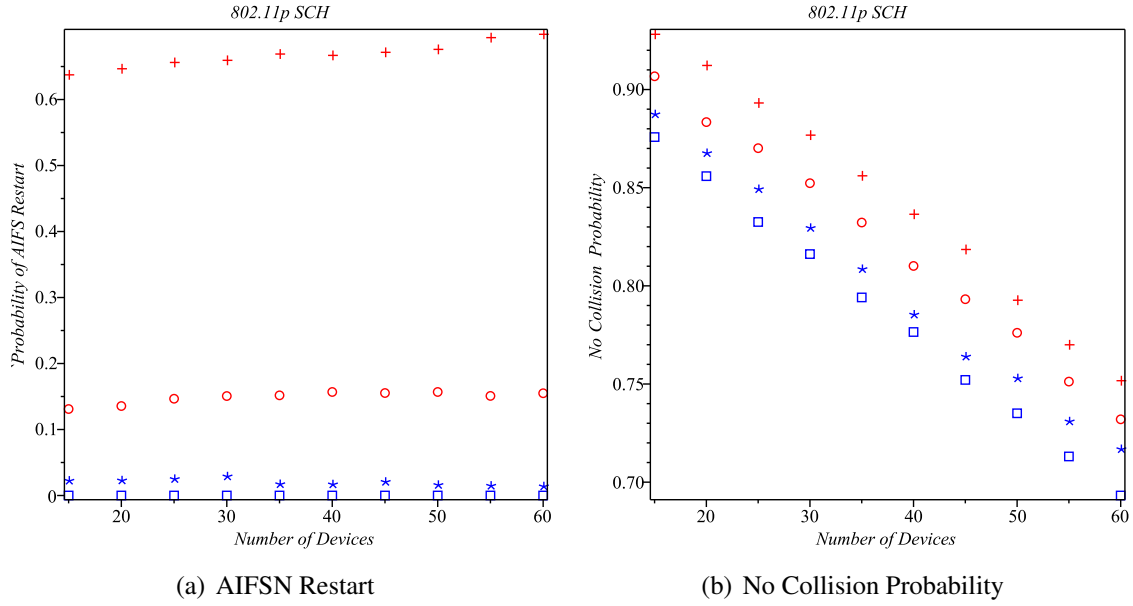 802.11p SCH
`Probability of AIFS Restart
0.6
0.5
0.4
0.3
0.2
0.1
0
20
30
40
50
60
Number of Devices
(a) AIFSN Restart
802.11p SCH
No Collision Probability
0.90
0.85
0.80
0.75
0.70
20
30
40
50
60
Number of Devices
(b) No Collision Probability